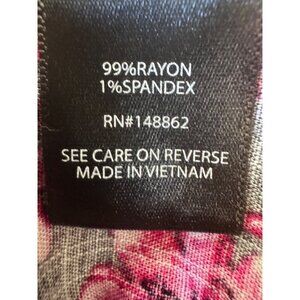 99%RAYON
1%SPANDEX
RN#148862
SEE CARE ON REVERSE
MADE IN VIETNAM